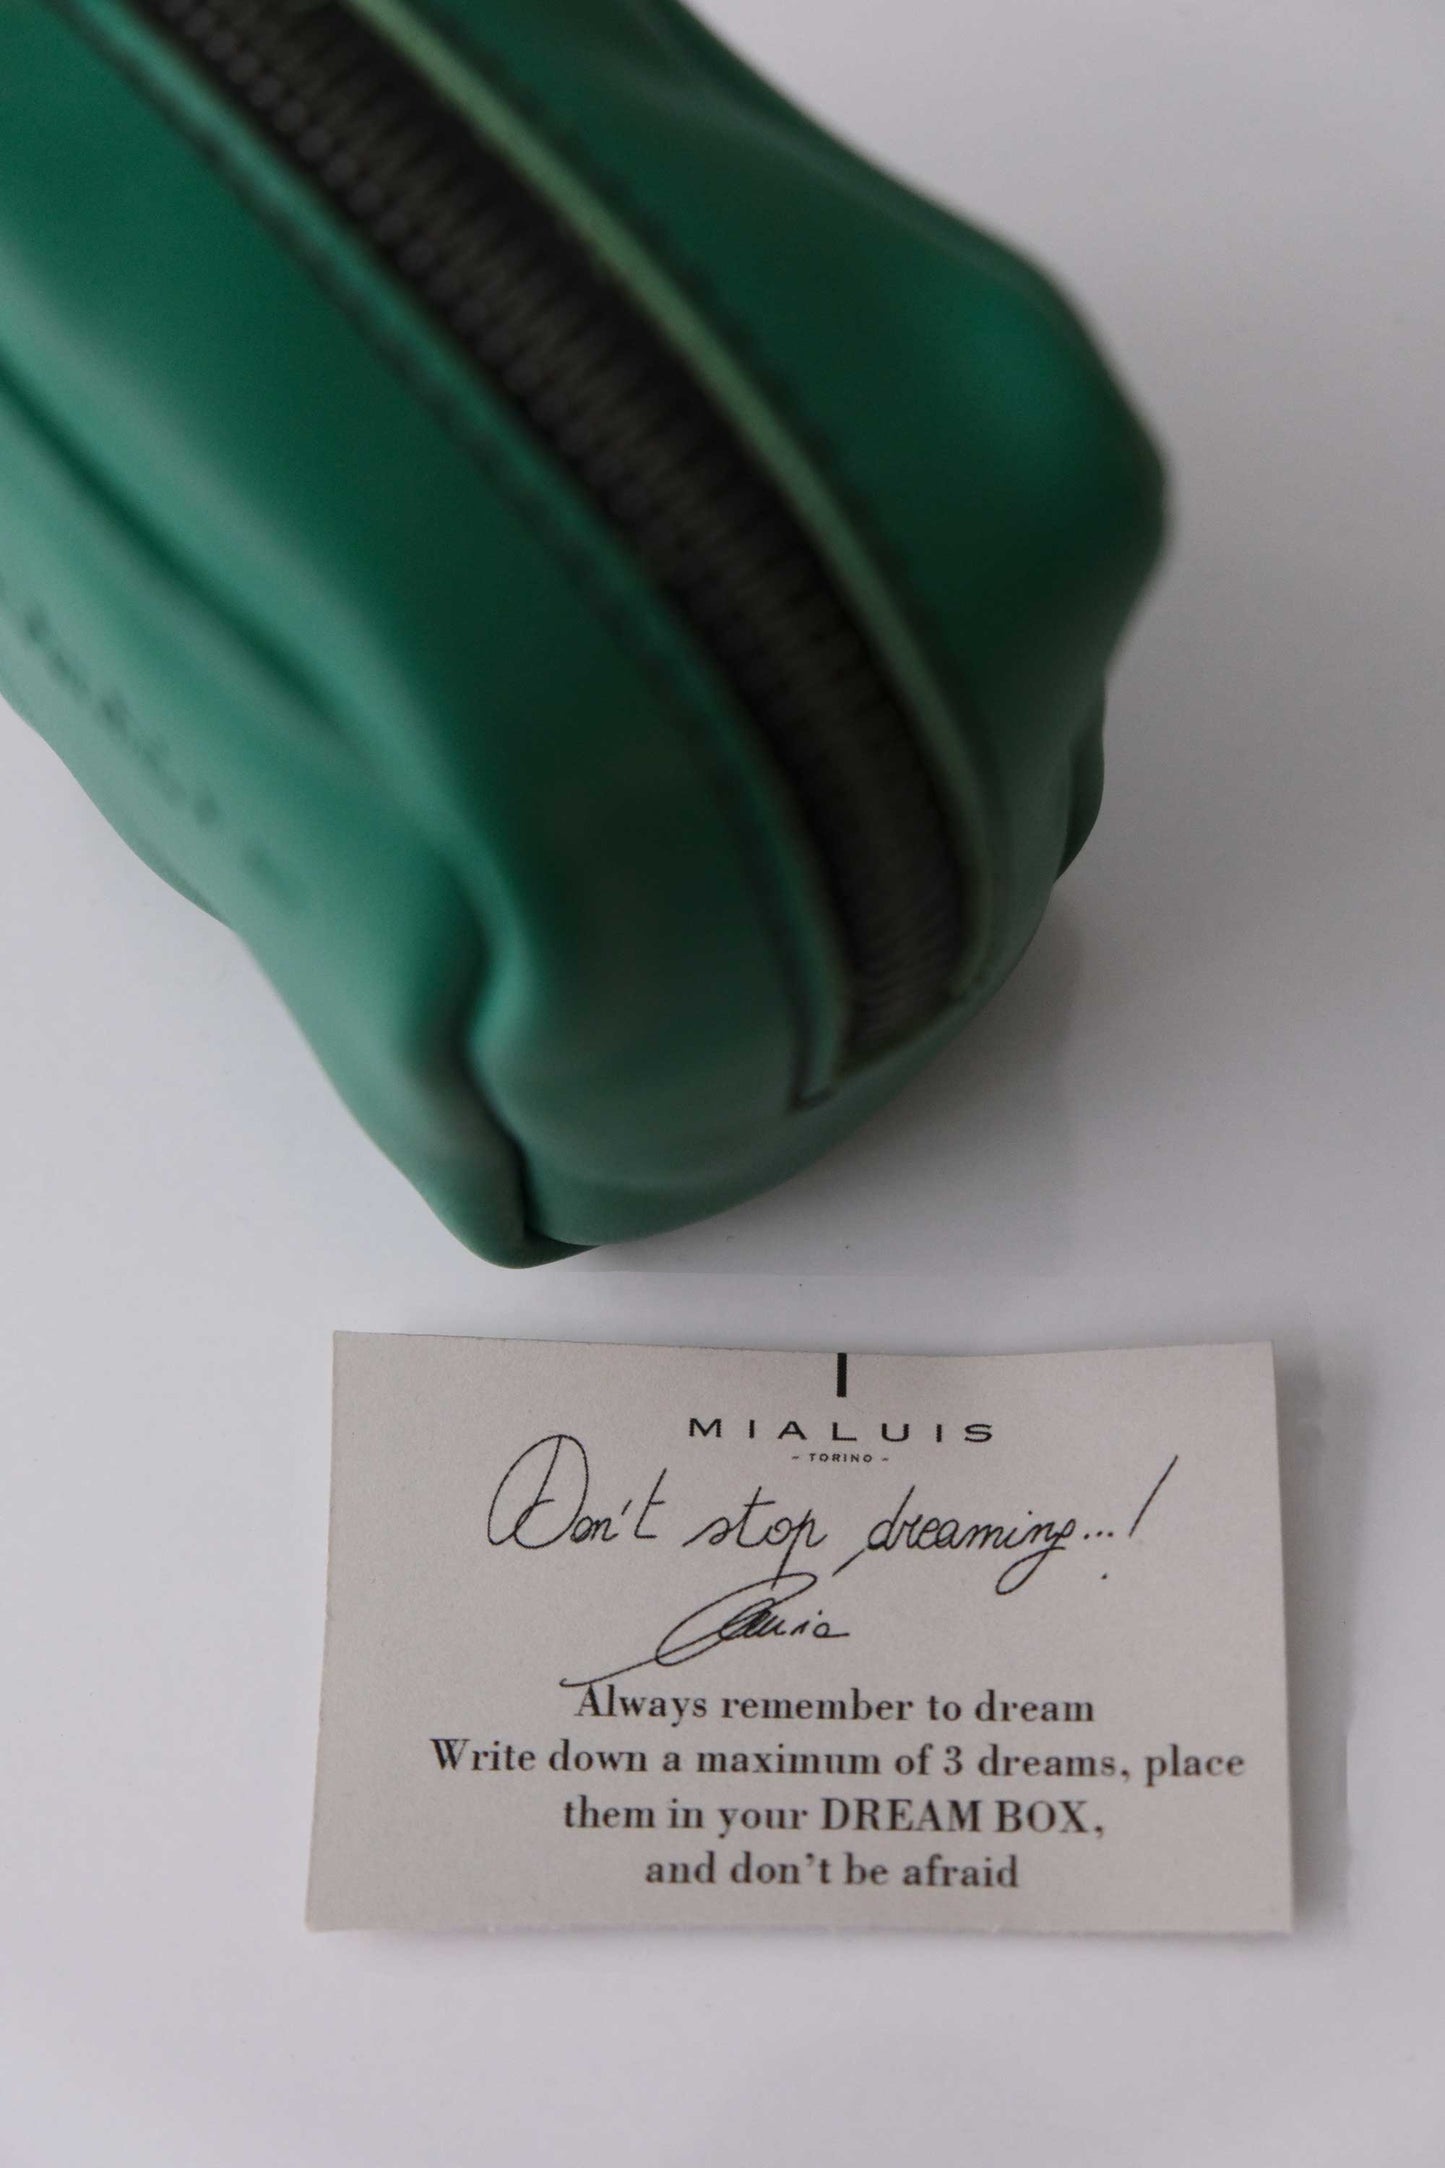 MIALUIS
- TORINO -
Don't stop dreaming...!
Always remember to dream
Write down a maximum of 3 dreams, place
them in your DREAM BOX,
and don't be afraid